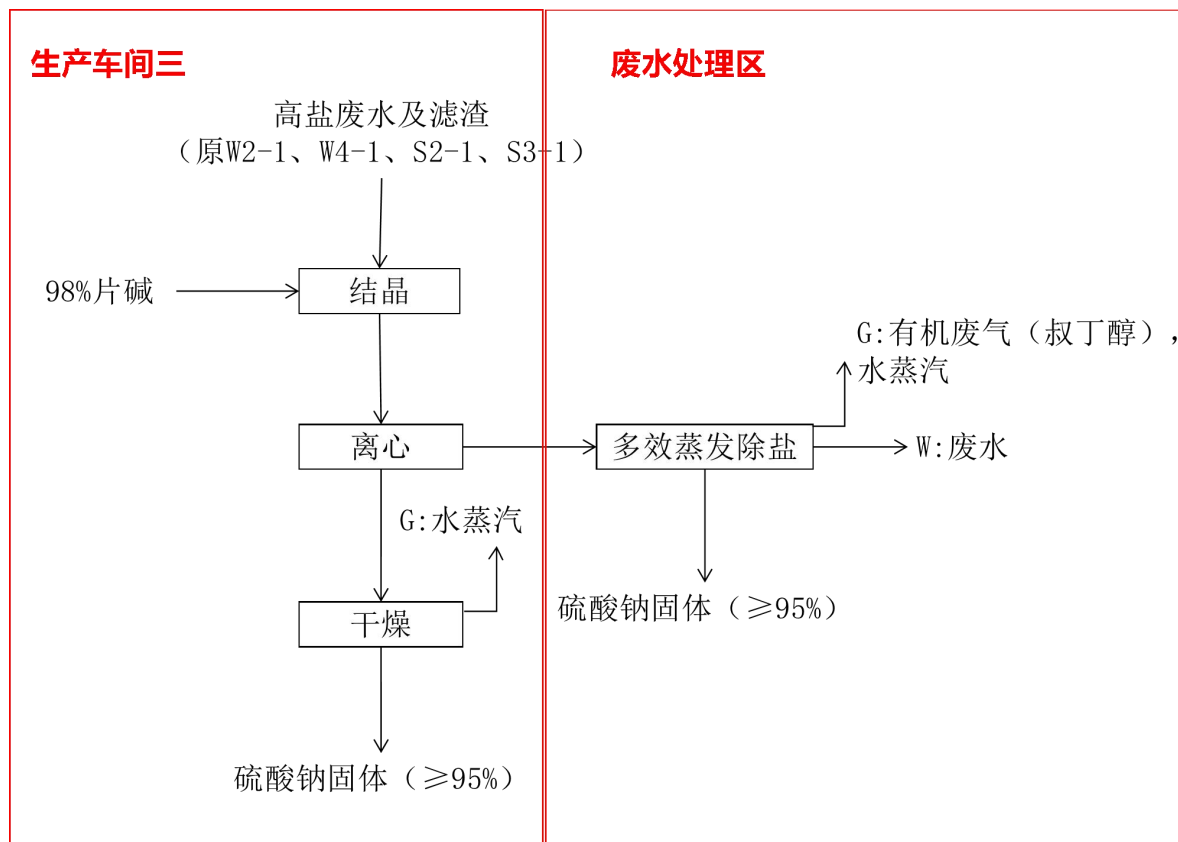 生产车间三
废水处理区
高盐废水及滤渣
（原W2-1、W4-1、S2-1、S3-1）
98%片碱
结晶
G:有机废气（叔丁醇），
水蒸汽
离心
多效蒸发除盐
W:废水
G:水蒸汽
硫酸钠固体（≥95%）
干燥
硫酸钠固体（≥95%）